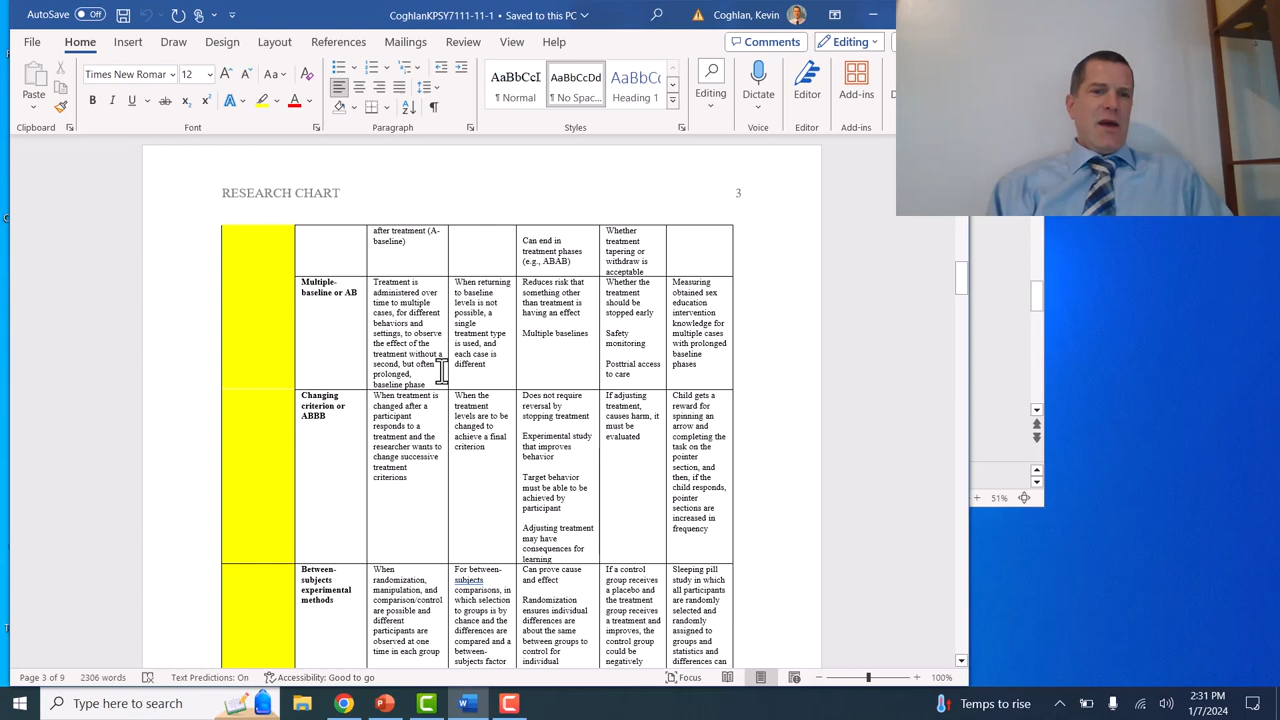 AutoSave Off
CoghlanKPSY7111-11-1 • Saved to this PC
Coghlan, Kevin
File Home Insert Draw Design Layout References Mailings Review View Help
Comments Editing
Paste
Times New Romar 12
Aa
B I U
x₂ x²
A A
AaBbCcI AaBbCcDd AaBbCc
¶ Normal ¶ No Spac... Heading 1
Editing Dictate Editor Add-ins
Clipboard Font Paragraph Styles Voice Editor Add-ins
RESEARCH CHART 3
after treatment (A-
baseline)
Can end in
treatment phases
(e.g., ABAB)
Whether
treatment
tapering or
withdraw is
acceptable
Multiple-
baseline or AB
Treatment is
administered over
time to multiple
cases, for different
behaviors and
settings, to observe
the effect of the
treatment without a
second, but often
prolonged,
baseline phase
When returning
to baseline
levels is not
possible, a
single
treatment type
is used, and
each case is
different
Reduces risk that
something other
than treatment is
having an effect
Multiple baselines
Whether the
treatment
should be
stopped early
Safety
monitoring
Posttrial access
to care
Measuring
obtained sex
education
intervention
knowledge for
multiple cases
with prolonged
baseline
phases
Changing
criterion or
ABBB
When treatment is
changed after a
participant
responds to a
treatment and the
researcher wants to
change successive
treatment
criterions
When the
treatment
levels are to be
changed to
achieve a final
criterion
Does not require
reversal by
stopping treatment
Experimental study
that improves
behavior
Target behavior
must be able to be
achieved by
participant
Adjusting treatment
may have
consequences for
learning
If adjusting
treatment,
causes harm, it
must be
evaluated
Child gets a
reward for
spinning an
arrow and
completing the
task on the
pointer
section, and
then, if the
child responds,
pointer
sections are
increased in
frequency
Between-
subjects
experimental
methods
When
randomization,
manipulation, and
comparison/control
are possible and
different
participants are
observed at one
time in each group
For between-
subjects
comparisons, in
which selection
to groups is by
chance and the
differences are
compared and a
between-
subjects factor
Can prove cause
and effect
Randomization
ensures individual
differences are
about the same
between groups to
control for
individual
If a control
group receives
a placebo and
the treatment
group receives
a treatment and
improves, the
control group
could be
negatively
Sleeping pill
study in which
all participants
are randomly
selected and
randomly
assigned to
groups and
statistics and
differences can
51%
Page 3 of 9 2306 words Text Predictions: On Accessibility: Good to go Focus 100%
Type here to search
Temps to rise
2:31 PM
1/7/2024